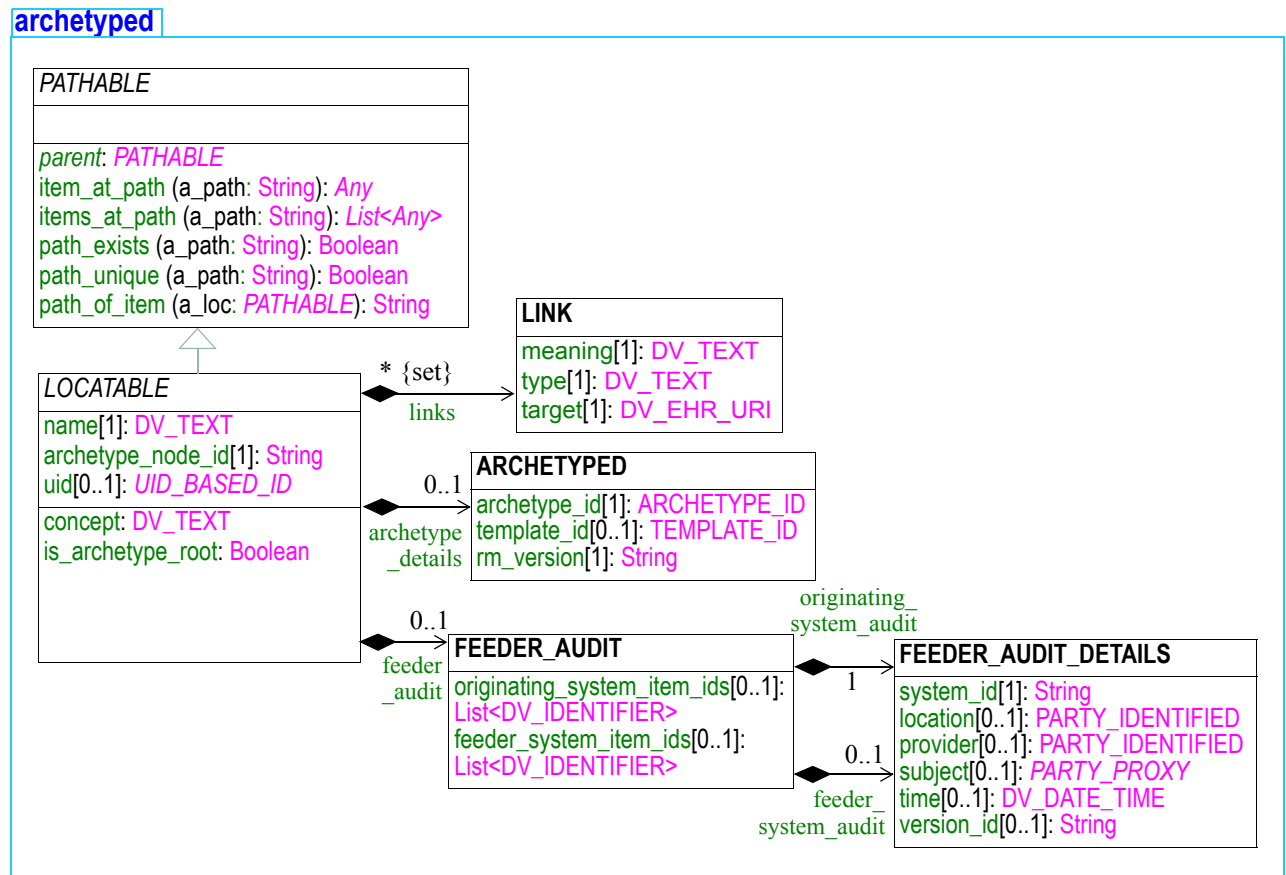 archetyped
PATHABLE
parent: PATHABLE
item_at_path (a_path: String): Any
items_at_path (a_path: String): List<Any>
path_exists (a_path: String): Boolean
path_unique (a_path: String): Boolean
path_of_item (a_loc: PATHABLE): String
LOCATABLE
name[1]: DV_TEXT
archetype_node_id[1]: String
uid[0..1]: UID_BASED_ID
concept: DV_TEXT
is_archetype_root: Boolean
* {set}
links
LINK
meaning[1]: DV_TEXT
type[1]: DV_TEXT
target[1]: DV_EHR_URI
0..1
archetype
_details
ARCHETYPED
archetype_id[1]: ARCHETYPE_ID
template_id[0..1]: TEMPLATE_ID
rm_version[1]: String
0..1
feeder
_audit
FEEDER_AUDIT
originating_system_item_ids[0..1]:
List<DV_IDENTIFIER>
feeder_system_item_ids[0..1]:
List<DV_IDENTIFIER>
originating_
system_audit
1
0..1
feeder_
system_audit
FEEDER_AUDIT_DETAILS
system_id[1]: String
location[0..1]: PARTY_IDENTIFIED
provider[0..1]: PARTY_IDENTIFIED
subject[0..1]: PARTY_PROXY
time[0..1]: DV_DATE_TIME
version_id[0..1]: String